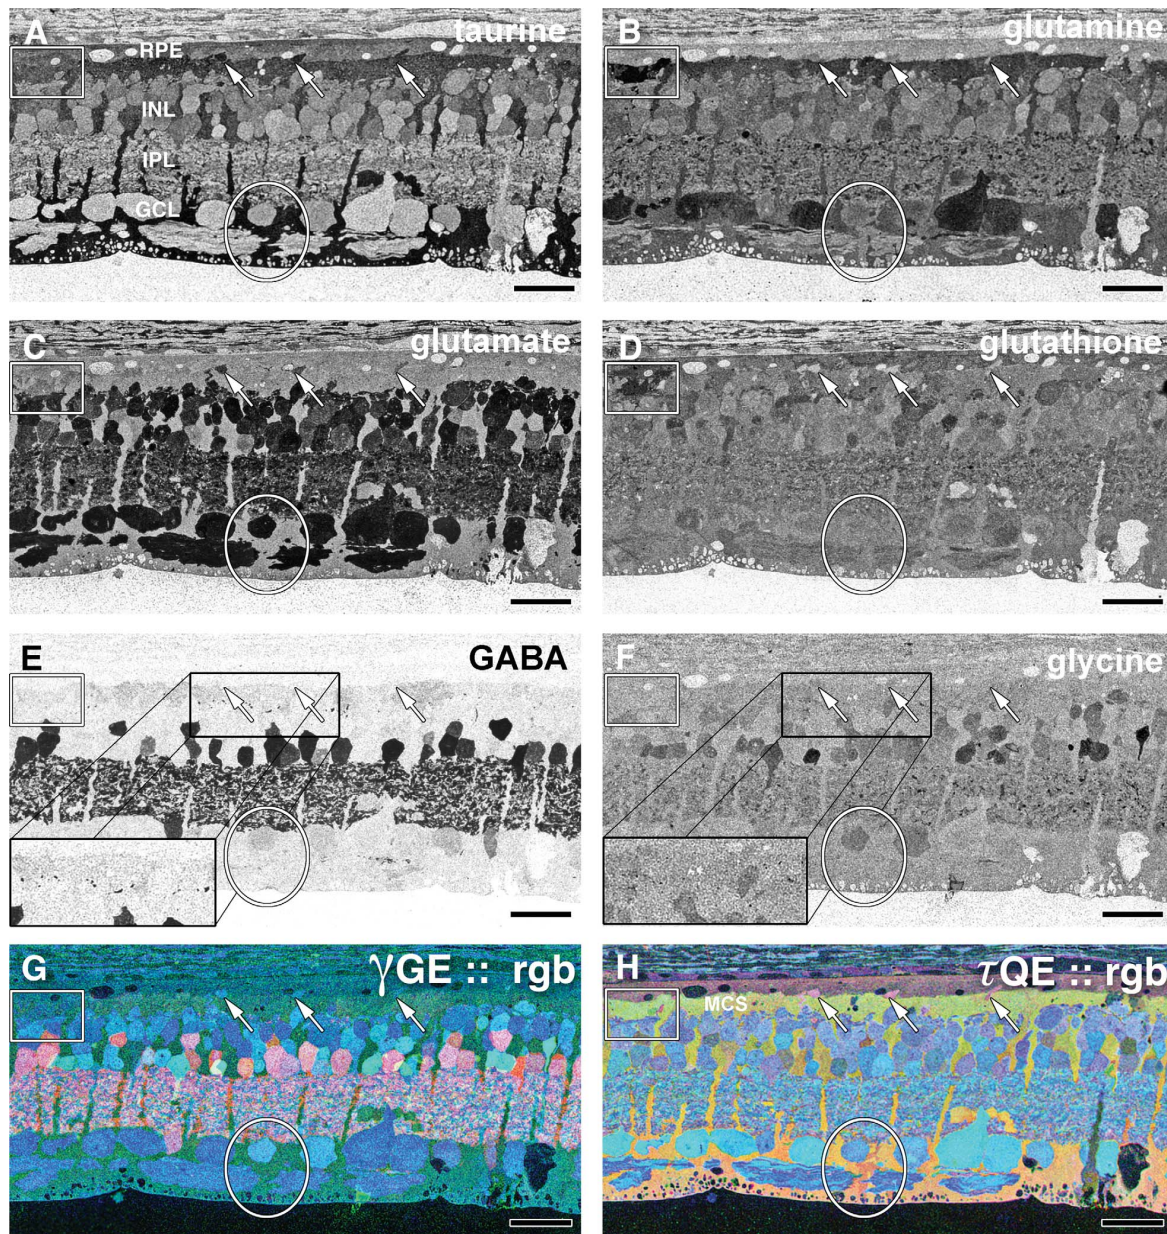 A taurine
RPE
INL
IPL
GCL
B glutamine
C glutamate
D glutathione
E GABA
F glycine
G γGE :: rgb
H τQE :: rgb
MCS